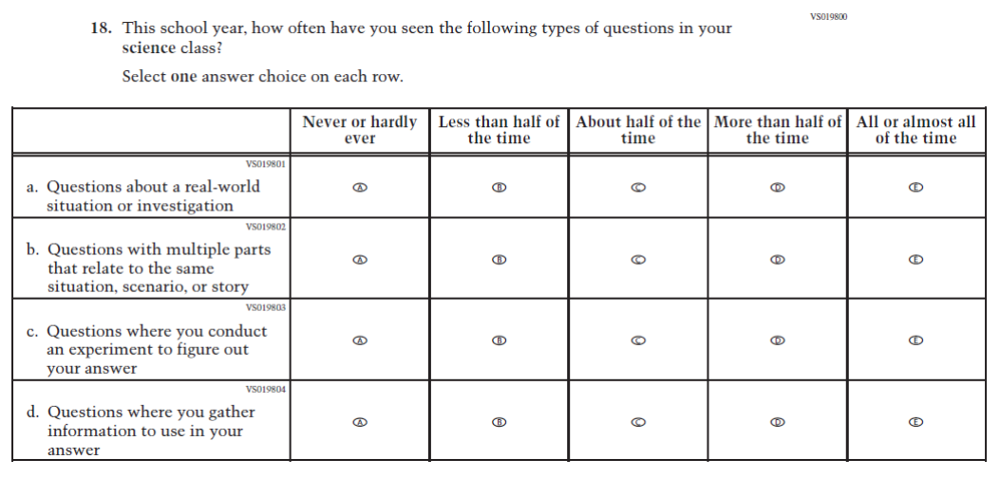 VS019800
18. This school year, how often have you seen the following types of questions in your
science class?
Select one answer choice on each row.
Never or hardly ever
Less than half of the time
About half of the time
More than half of the time
All or almost all of the time
VS019801
a. Questions about a real-world
situation or investigation
A B C D E
VS019802
b. Questions with multiple parts
that relate to the same
situation, scenario, or story
A B C D E
VS019803
c. Questions where you conduct
an experiment to figure out
your answer
A B C D E
VS019804
d. Questions where you gather
information to use in your
answer
A B C D E